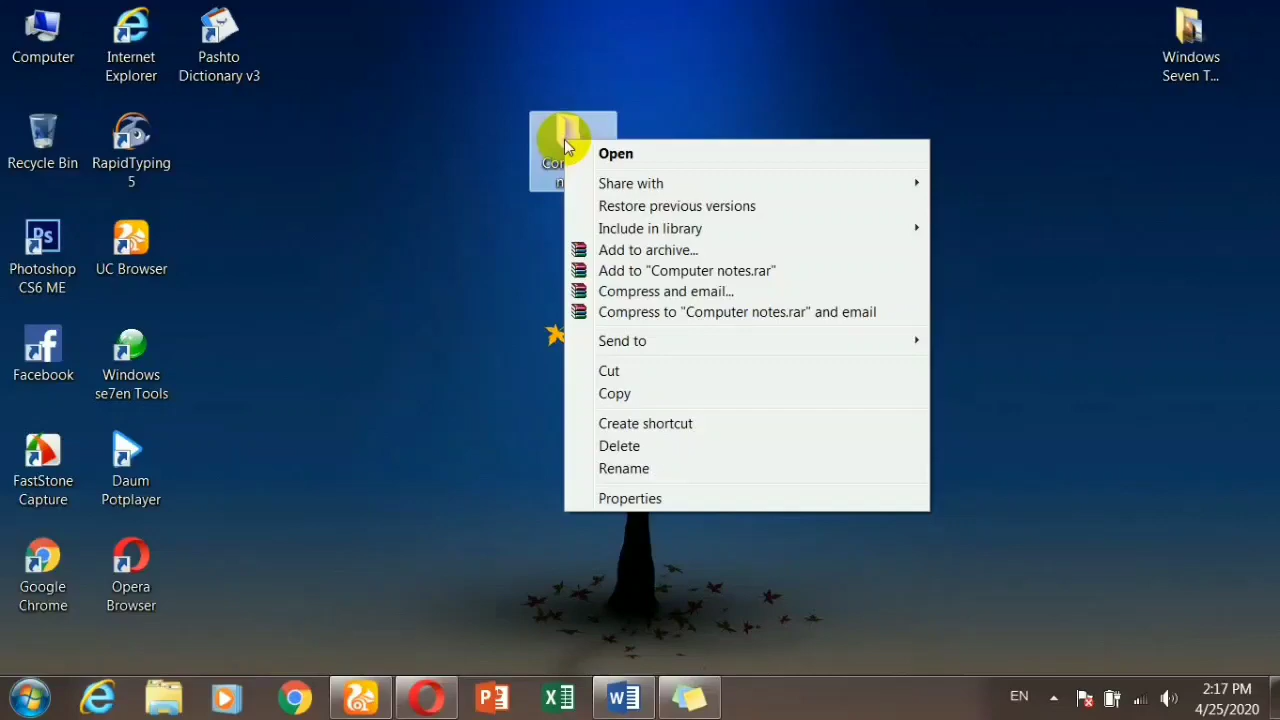 Computer
Internet
Explorer
Pashto
Dictionary v3
Windows
Seven T...
Recycle Bin
RapidTyping
5
Open
Share with
Restore previous versions
Include in library
Add to archive...
Add to "Computer notes.rar"
Compress and email...
Compress to "Computer notes.rar" and email
Send to
Cut
Copy
Create shortcut
Delete
Rename
Properties
Ps
Photoshop
CS6 ME
UC Browser
Facebook
Windows
se7en Tools
FastStone
Capture
Daum
Potplayer
Google
Chrome
Opera
Browser
EN
2:17 PM
4/25/2020